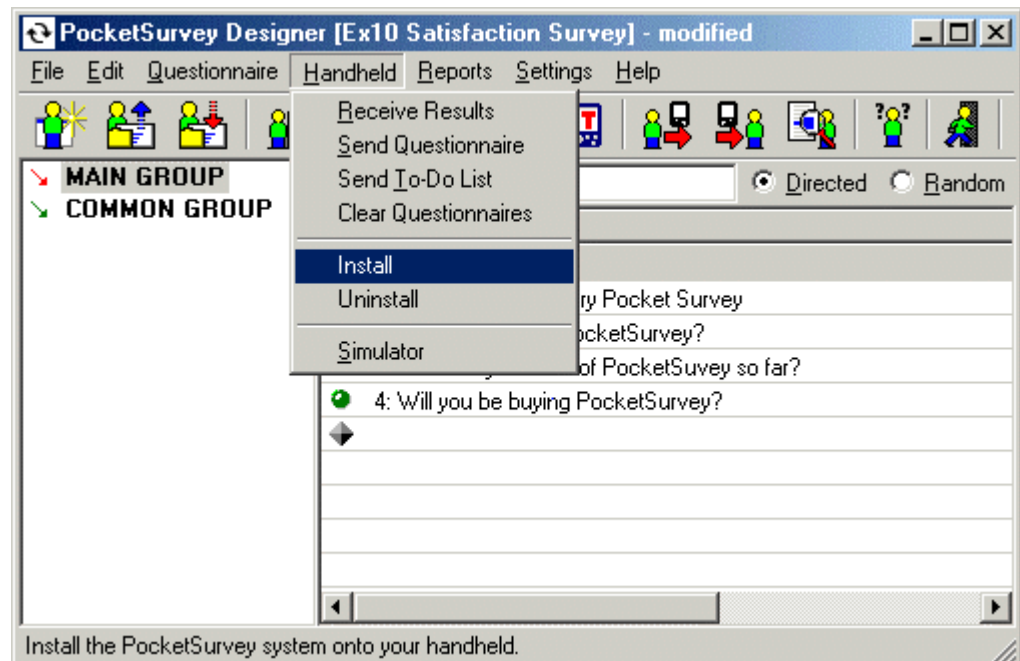 PocketSurvey Designer [Ex10 Satisfaction Survey] - modified
File Edit Questionnaire Handheld Reports Settings Help
Receive Results
Send Questionnaire
Send To-Do List
Clear Questionnaires
Install
Uninstall
Simulator
MAIN GROUP
COMMON GROUP
Directed Random
ry Pocket Survey
ocketSurvey?
of PocketSuvey so far?
4: Will you be buying PocketSurvey?
Install the PocketSurvey system onto your handheld.